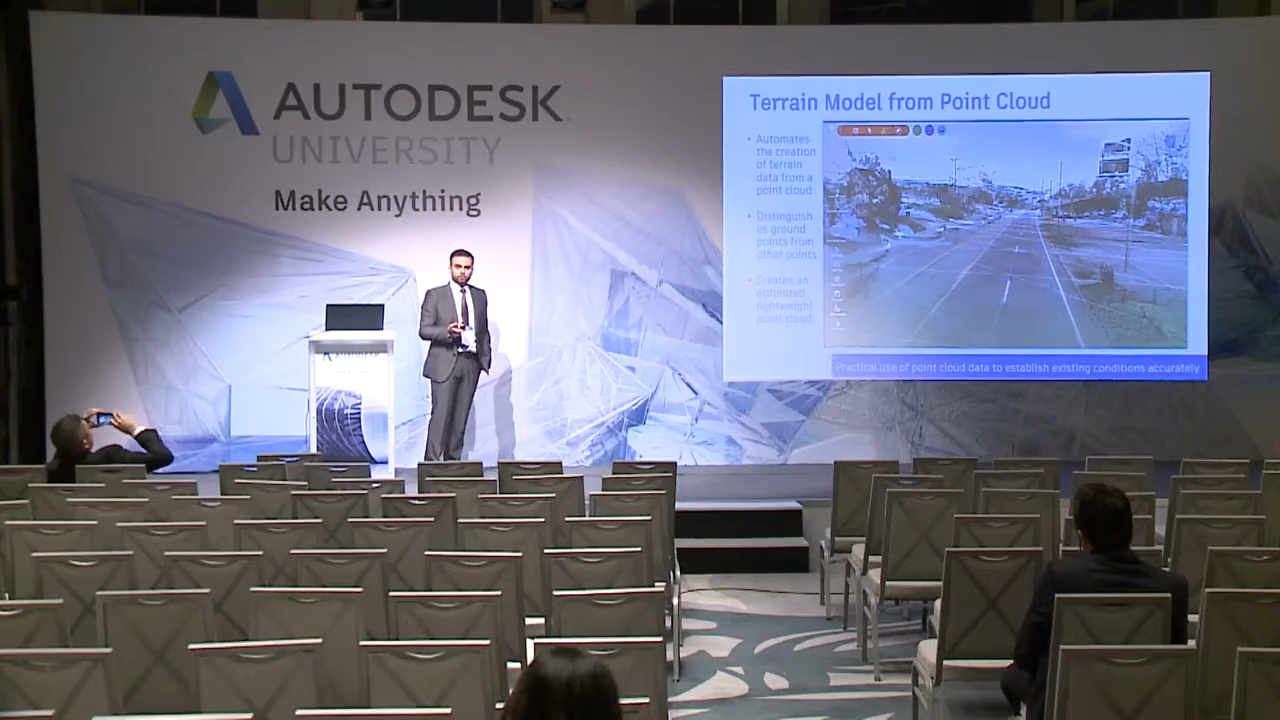 AUTODESK
UNIVERSITY
Make Anything
AUTODESK
Terrain Model from Point Cloud
• Automates
the creation
of terrain
data from a
point cloud
• Distinguish
es ground
points from
other points
• Creates an
optimized
lightweight
point cloud
Practical use of point cloud data to establish existing conditions accurately